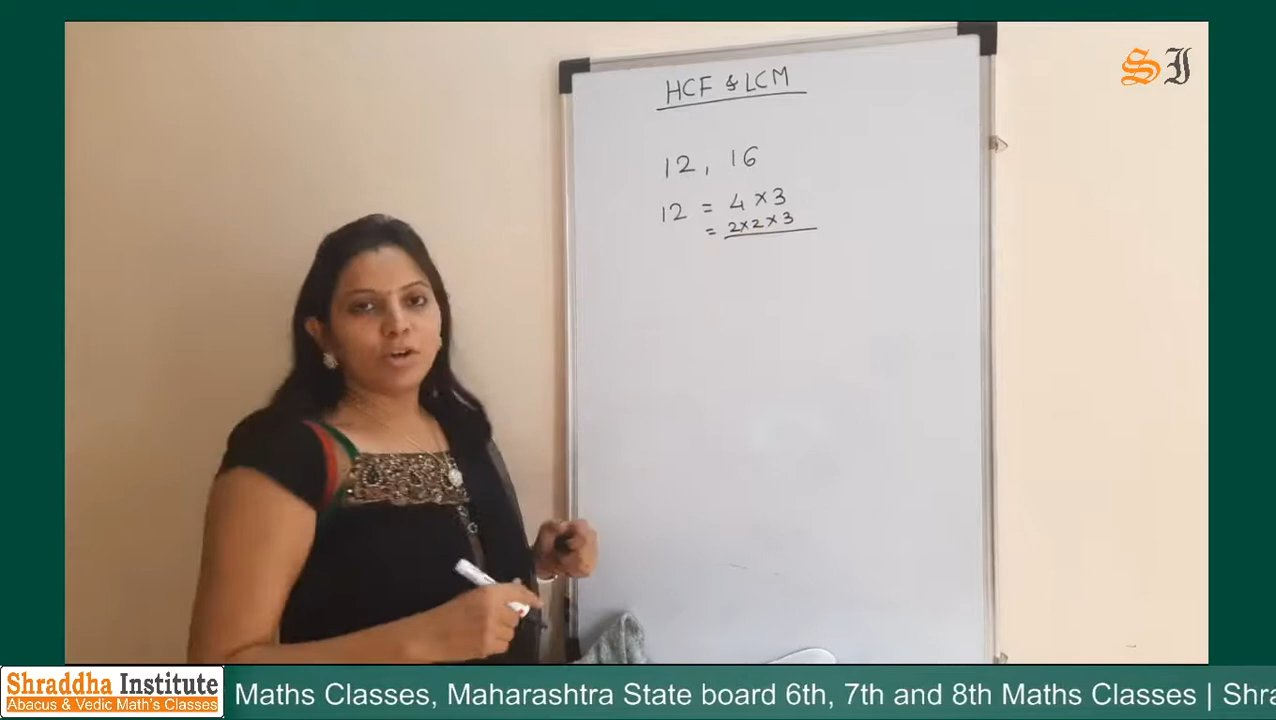 HCF & LCM
12, 16
12 = 4 × 3
= 2×2×3
SI
Shraddha Institute
Abacus & Vedic Math's Classes
Maths Classes, Maharashtra State board 6th, 7th and 8th Maths Classes | Shra